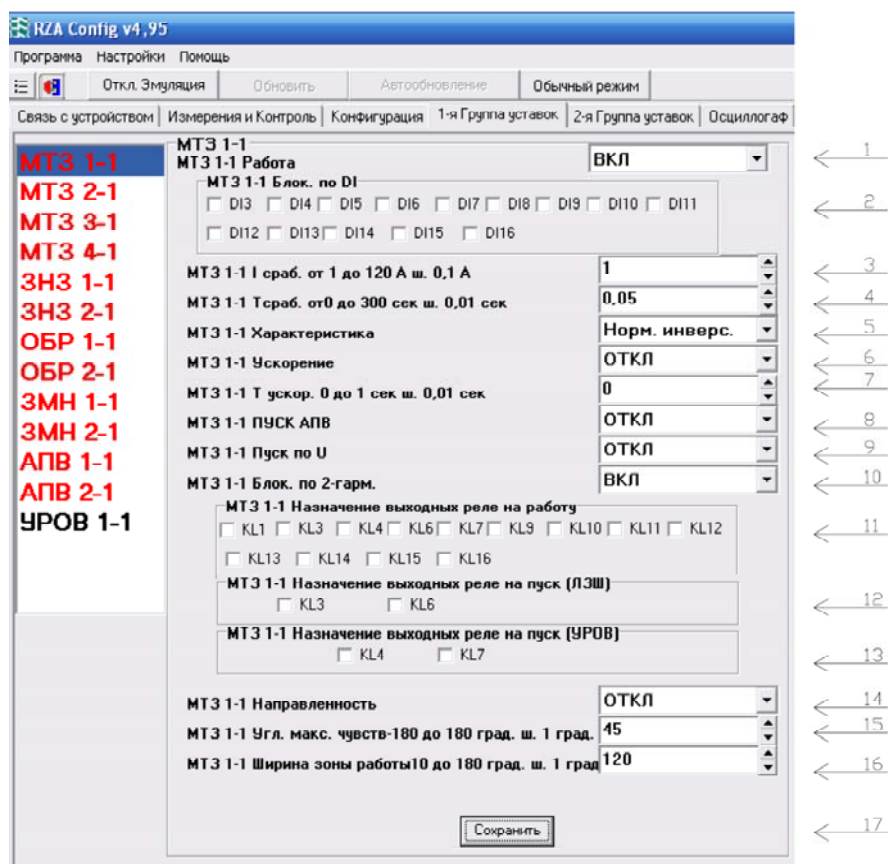 RZA Config v4,95
Программа Настройки Помощь
Откл. Эмуляция Обновить Автообновление Обычный режим
Связь с устройством Измерения и Контроль Конфигурация 1-я Группа уставок 2-я Группа уставок Осциллогаф
МТЗ 1-1
МТЗ 2-1
МТЗ 3-1
МТЗ 4-1
ЗНЗ 1-1
ЗНЗ 2-1
ОБР 1-1
ОБР 2-1
ЗМН 1-1
ЗМН 2-1
АПВ 1-1
АПВ 2-1
УРОВ 1-1
МТЗ 1-1
МТЗ 1-1 Работа ВКЛ 1
МТЗ 1-1 Блок. по DI
DI3 DI4 DI5 DI6 DI7 DI8 DI9 DI10 DI11 2
DI12 DI13 DI14 DI15 DI16
МТЗ 1-1 I сраб. от 1 до 120 А ш. 0,1 А 1 3
МТЗ 1-1 Тсраб. от0 до 300 сек ш. 0,01 сек 0,05 4
МТЗ 1-1 Характеристика Норм. инверс. 5
МТЗ 1-1 Ускорение ОТКЛ 6
МТЗ 1-1 Т ускор. 0 до 1 сек ш. 0,01 сек 0 7
МТЗ 1-1 ПУСК АПВ ОТКЛ 8
МТЗ 1-1 Пуск по U ОТКЛ 9
МТЗ 1-1 Блок. по 2-гарм. ВКЛ 10
МТЗ 1-1 Назначение выходных реле на работу
KL1 KL3 KL4 KL6 KL7 KL9 KL10 KL11 KL12 11
KL13 KL14 KL15 KL16
МТЗ 1-1 Назначение выходных реле на пуск (ЛЗШ)
KL3 KL6 12
МТЗ 1-1 Назначение выходных реле на пуск (УРОВ)
KL4 KL7 13
МТЗ 1-1 Направленность ОТКЛ 14
МТЗ 1-1 Угл. макс. чувств-180 до 180 град. ш. 1 град. 45 15
МТЗ 1-1 Ширина зоны работы10 до 180 град. ш. 1 град 120 16
Сохранить 17